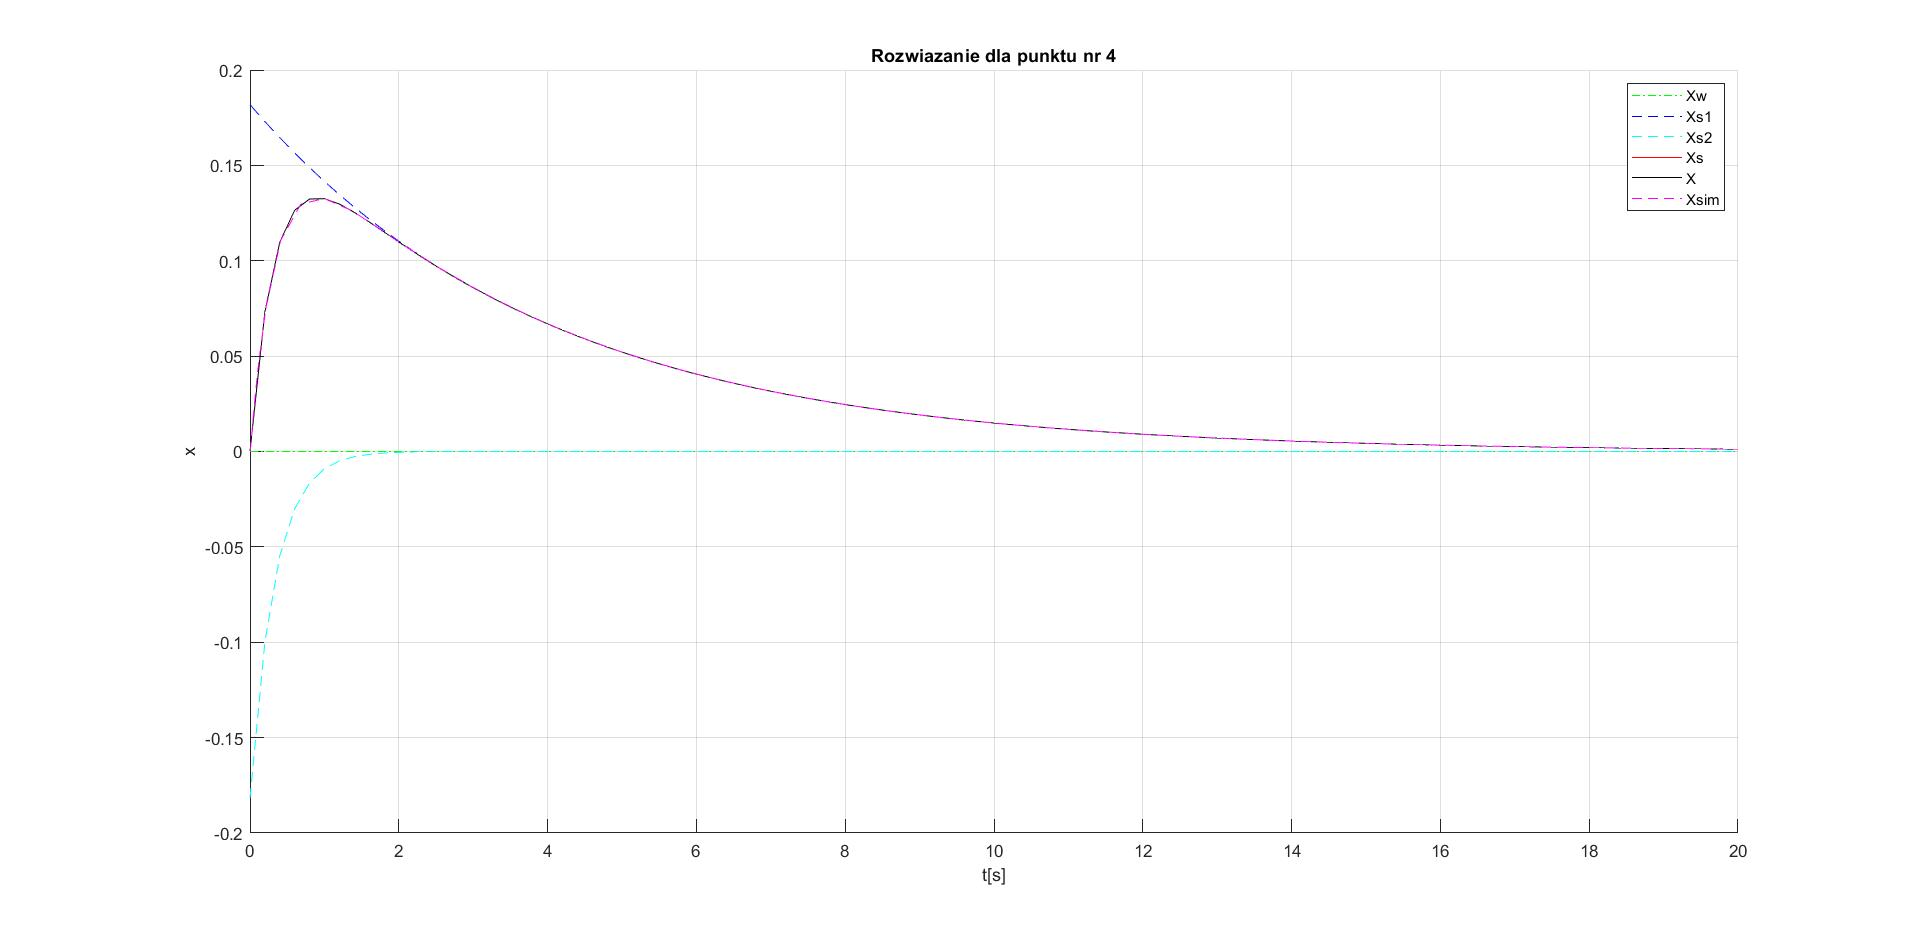 Rozwiazanie dla punktu nr 4
0.2
0.15
0.1
0.05
0
-0.05
-0.1
-0.15
-0.2
x
Xw
Xs1
Xs2
Xs
X
Xsim
0 2 4 6 8 10 12 14 16 18 20
t[s]